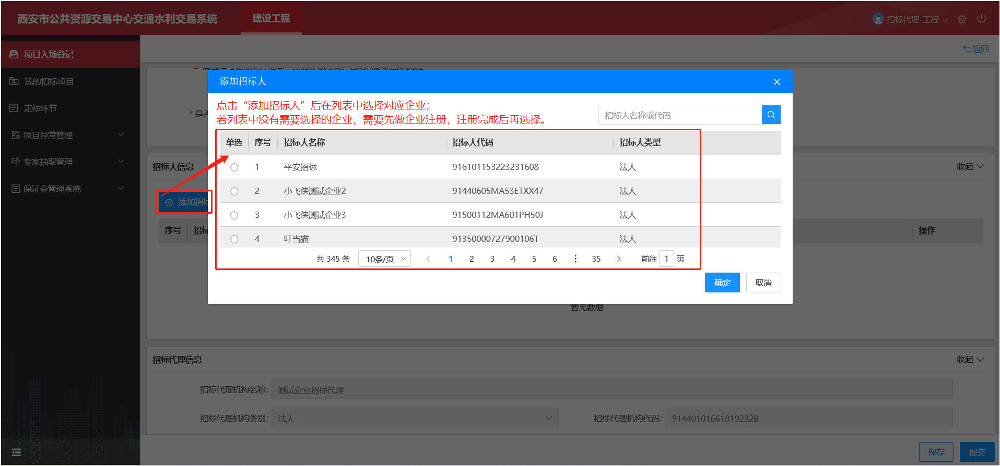 西安市公共资源交易中心交通水利交易系统
建设工程
招标代理-工程
项目入场登记
返回
我的招标项目
定标环节
项目异常管理
专家抽取管理
保证金管理系统
添加招标人
* 是否
点击“添加招标人”后在列表中选择对应企业；
若列表中没有需要选择的企业，需要先做企业注册，注册完成后再选择。
招标人名称或代码
单选 序号 招标人名称 招标人代码 招标人类型
1 平安招标 916101153223231608 法人
2 小飞侠测试企业2 91440605MA53ETXX47 法人
3 小飞侠测试企业3 91500112MA601PH50J 法人
4 叮当猫 91350000727900106T 法人
共 345 条 10条/页 1 2 3 4 5 6 35 前往 1 页
确定 取消
招标人信息
收起
添加招标
序号 招标 操作
暂无数据
招标代理信息
收起
招标代理机构名称: 测试企业招标代理
招标代理机构类别: 法人
招标代理机构代码: 91440101661819232B
保存 提交